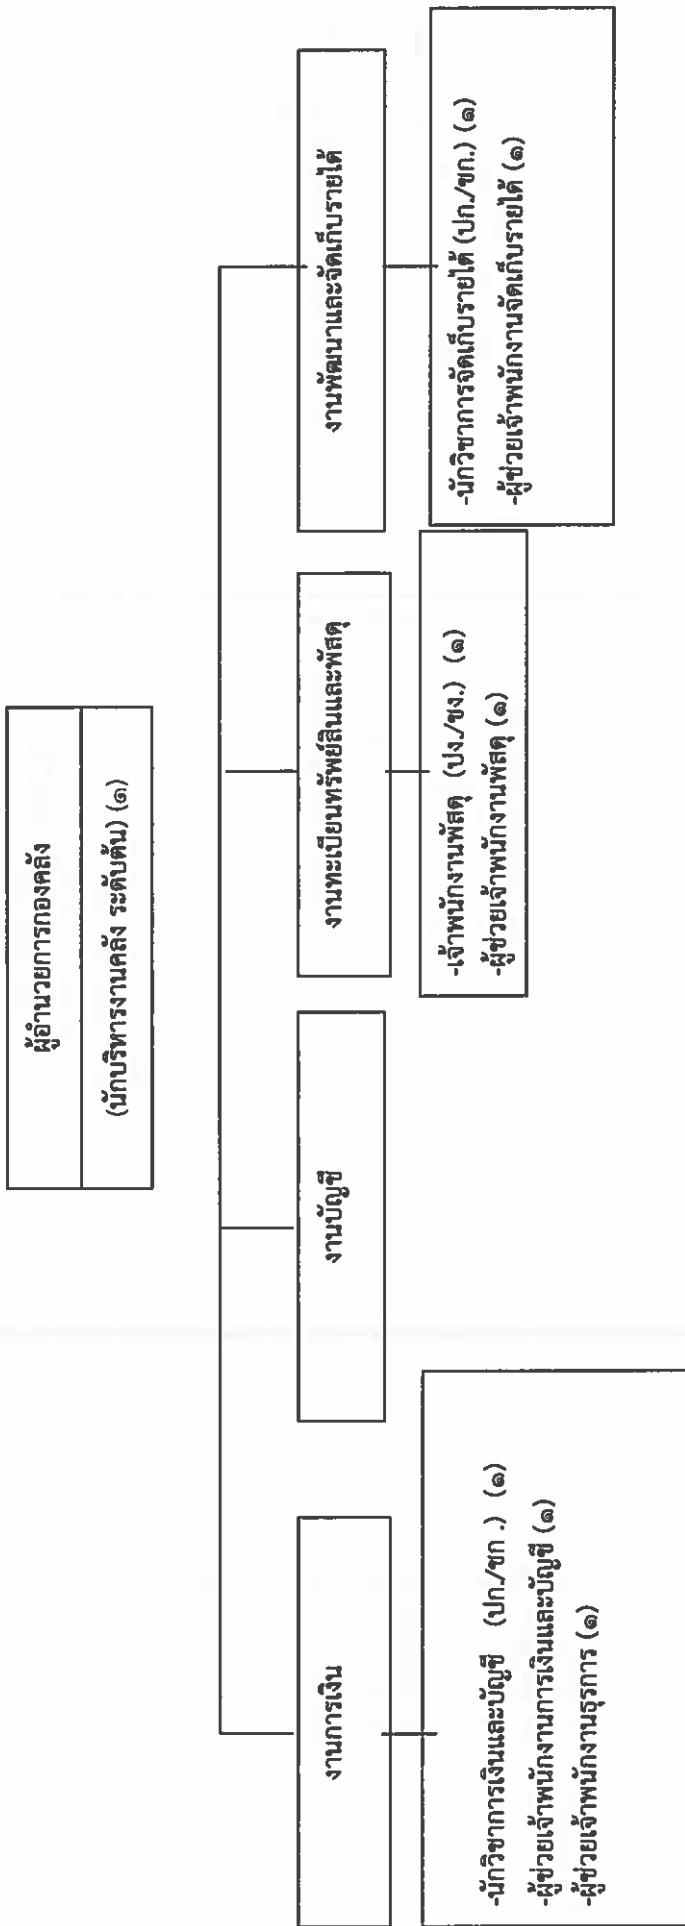 ผู้อำนวยการกองคลัง
(นักบริหารงานคลัง ระดับต้น) (๑)
งานการเงิน
งานบัญชี
งานทะเบียนทรัพย์สินและพัสดุ
งานพัฒนาและจัดเก็บรายได้
-นักวิชาการเงินและบัญชี (ปก./ชก .) (๑)
-ผู้ช่วยเจ้าพนักงานการเงินและบัญชี (๑)
-ผู้ช่วยเจ้าพนักงานธุรการ (๑)
-เจ้าพนักงานพัสดุ (ปง./ชง.) (๑)
-ผู้ช่วยเจ้าพนักงานพัสดุ (๑)
-นักวิชาการจัดเก็บรายได้ (ปก./ชก.) (๑)
-ผู้ช่วยเจ้าพนักงานจัดเก็บรายได้ (๑)